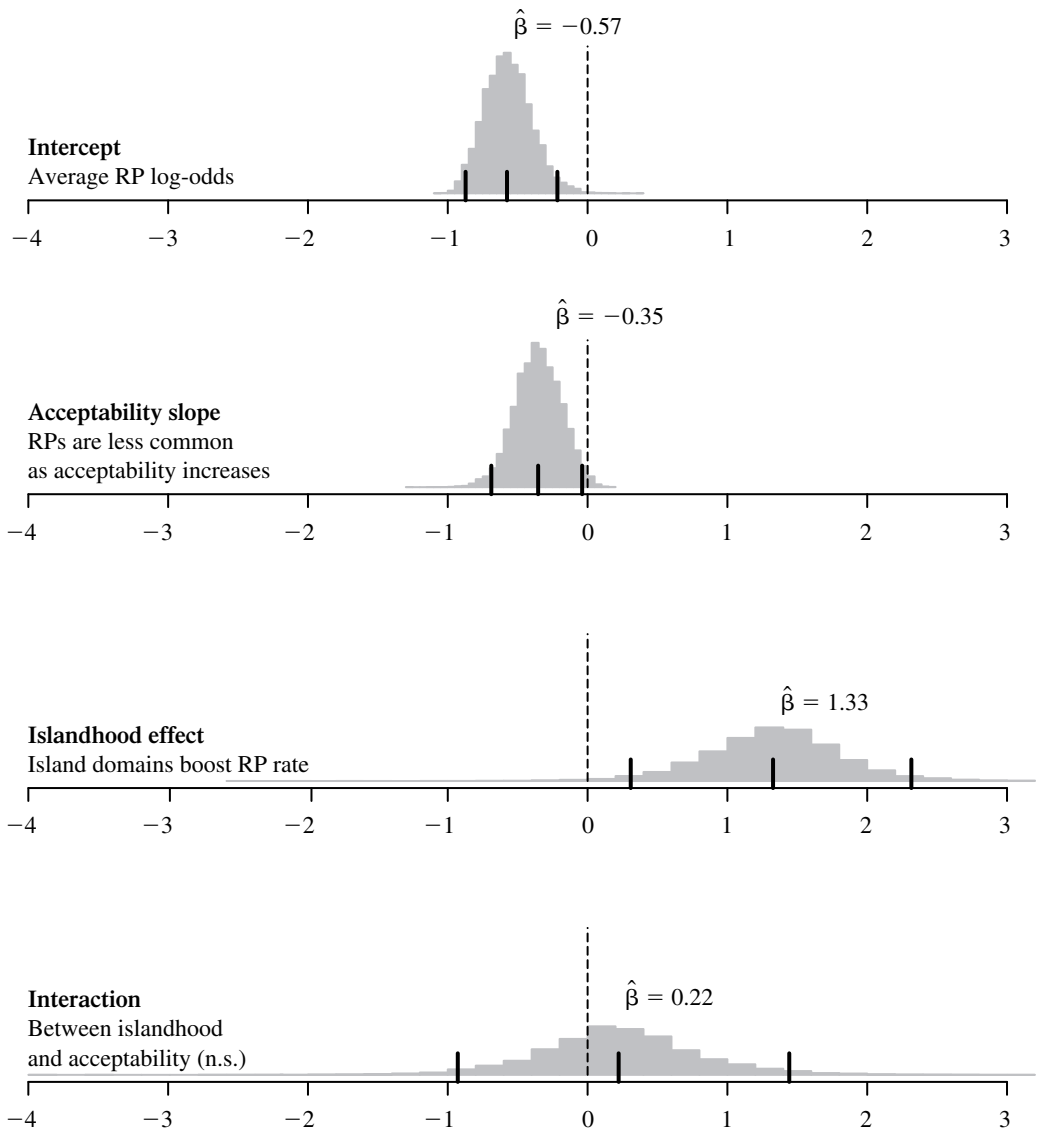 β̂ = −0.57
Intercept
Average RP log-odds
−4 −3 −2 −1 0 1 2 3
β̂ = −0.35
Acceptability slope
RPs are less common
as acceptability increases
−4 −3 −2 −1 0 1 2 3
β̂ = 1.33
Islandhood effect
Island domains boost RP rate
−4 −3 −2 −1 0 1 2 3
β̂ = 0.22
Interaction
Between islandhood
and acceptability (n.s.)
−4 −3 −2 −1 0 1 2 3